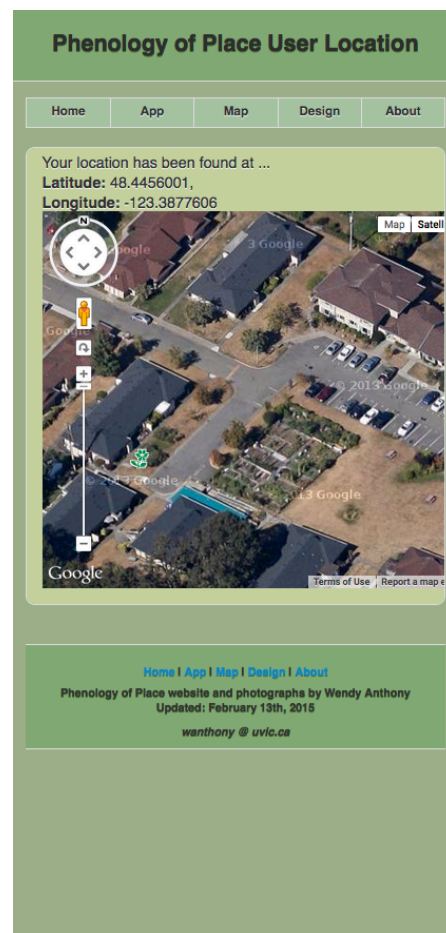 Phenology of Place User Location
Home App Map Design About
Your location has been found at ...
Latitude: 48.4456001,
Longitude: -123.3877606
N
Map Satell
oogle
3 Google
Google
© 2013 Google
© 2013 Google
13 Google
Google
Terms of Use Report a map e
Home I App I Map I Design I About
Phenology of Place website and photographs by Wendy Anthony
Updated: February 13th, 2015
wanthony @ uvic.ca